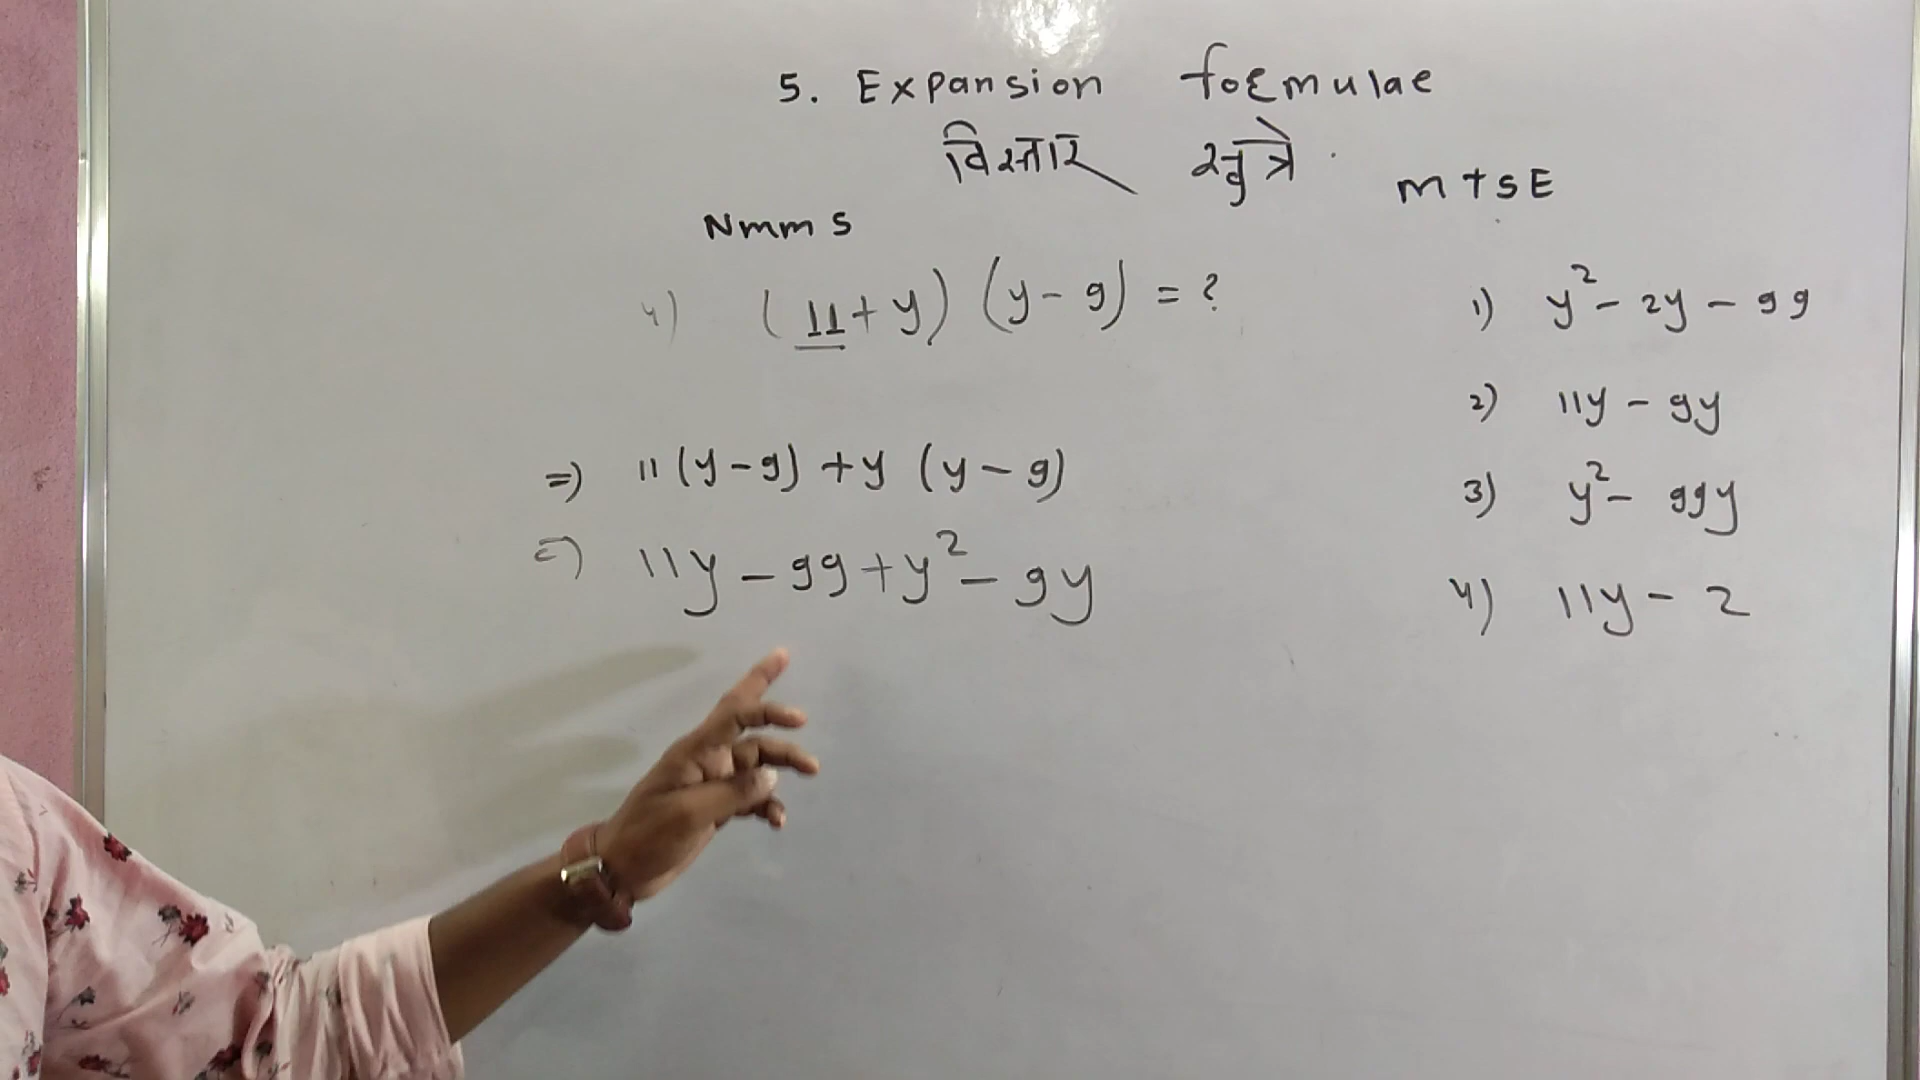 5. Expansion formulae
विस्तार सुत्रे .
Nmms
MTSE
4) (11+y) (y-9) = ?
=) 11(y-9) +y (y-9)
=) 11y - 99 + y² - 9y
1) y² - 2y - 99
2) 11y - 9y
3) y² - 99y
4) 11y - 2